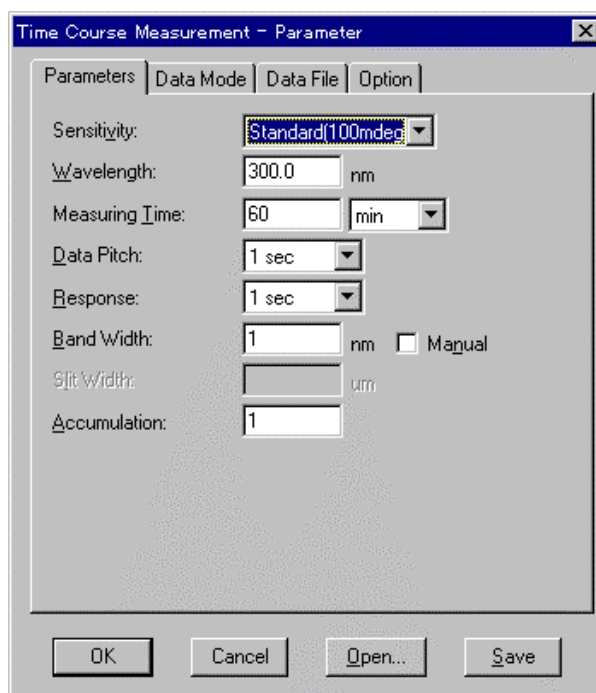 Time Course Measurement - Parameter
Parameters Data Mode Data File Option
Sensitivity: Standard(100mdeg
Wavelength: 300.0 nm
Measuring Time: 60 min
Data Pitch: 1 sec
Response: 1 sec
Band Width: 1 nm Manual
Slit Width: um
Accumulation: 1
OK Cancel Open... Save